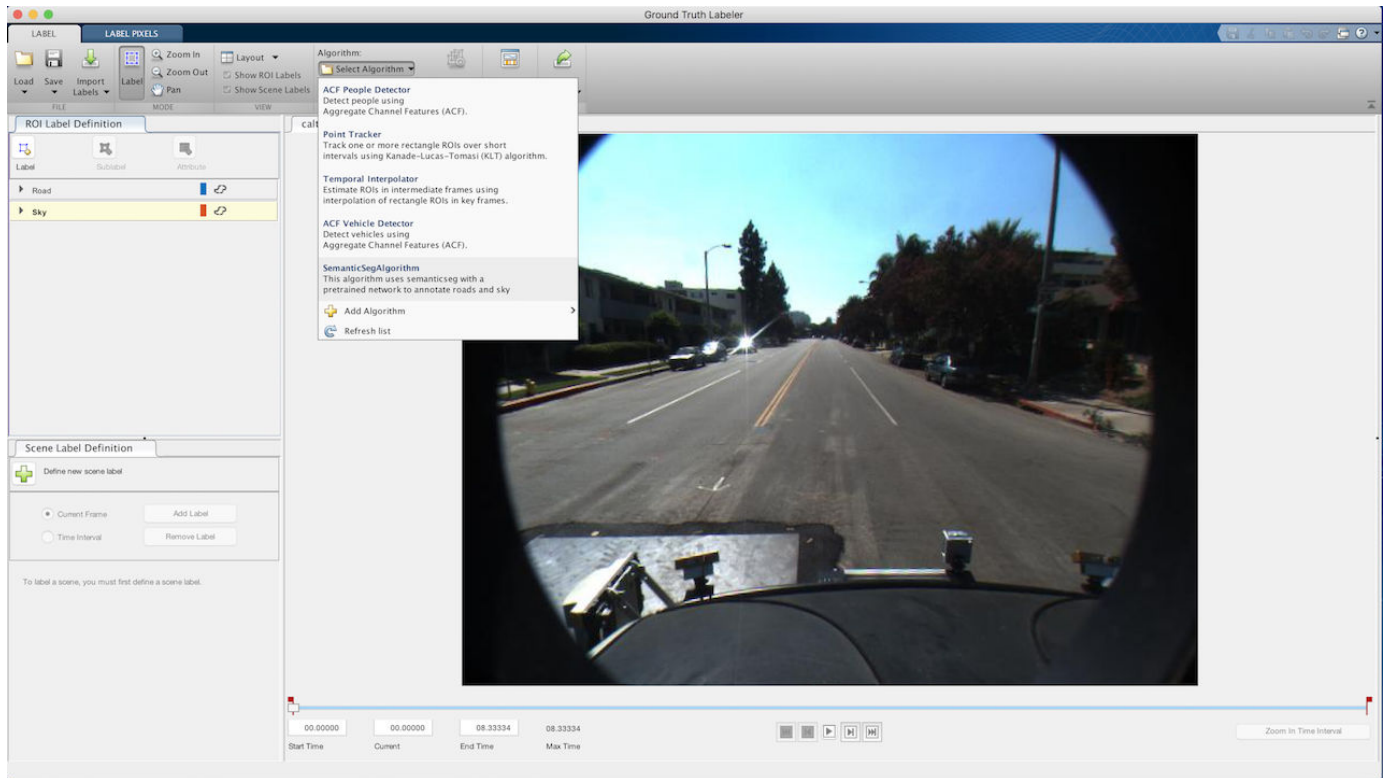 Ground Truth Labeler
LABEL
LABEL PIXELS
Load
Save
Import
Labels
Label
Zoom In
Zoom Out
Pan
Layout
Show ROI Labels
Show Scene Labels
Algorithm:
Select Algorithm
FILE
MODE
VIEW
ACF People Detector
Detect people using
Aggregate Channel Features (ACF).
Point Tracker
Track one or more rectangle ROIs over short
intervals using Kanade-Lucas-Tomasi (KLT) algorithm.
Temporal Interpolator
Estimate ROIs in intermediate frames using
interpolation of rectangle ROIs in key frames.
ACF Vehicle Detector
Detect vehicles using
Aggregate Channel Features (ACF).
SemanticSegAlgorithm
This algorithm uses semanticseg with a
pretrained network to annotate roads and sky
Add Algorithm
Refresh list
ROI Label Definition
Label
Sublabel
Attribute
Road
Sky
Scene Label Definition
Define new scene label
Current Frame
Add Label
Time Interval
Remove Label
To label a scene, you must first define a scene label.
00.00000
00.00000
08.33334
08.33334
Start Time
Current
End Time
Max Time
Zoom In Time Interval